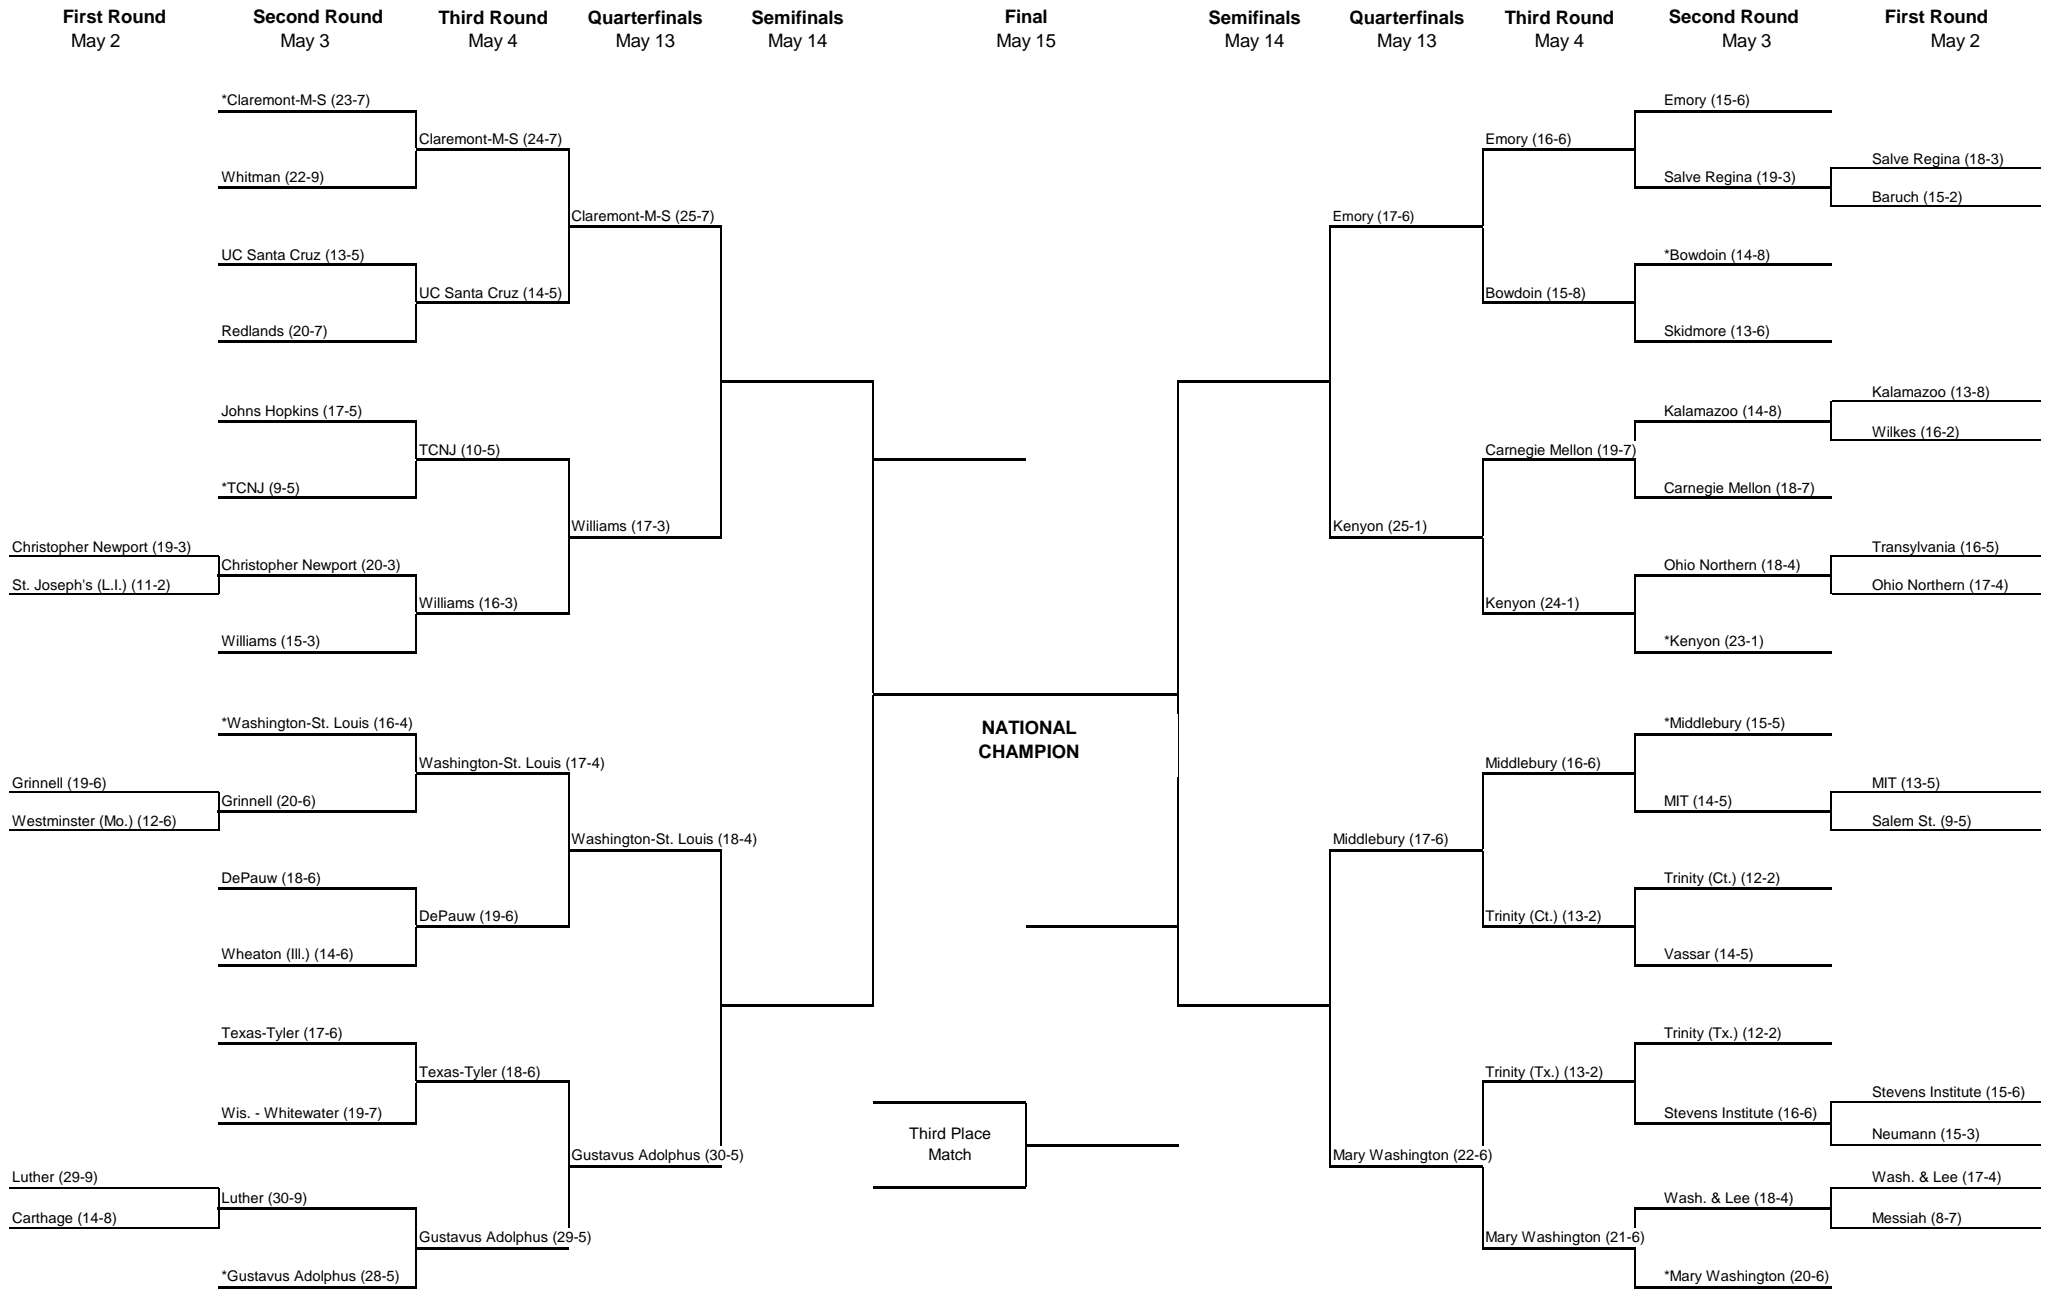 First Round
May 2
Second Round
May 3
Third Round
May 4
Quarterfinals
May 13
Semifinals
May 14
Final
May 15
Semifinals
May 14
Quarterfinals
May 13
Third Round
May 4
Second Round
May 3
First Round
May 2
Christopher Newport (19-3)
St. Joseph's (L.I.) (11-2)
Grinnell (19-6)
Westminster (Mo.) (12-6)
Luther (29-9)
Carthage (14-8)
*Claremont-M-S (23-7)
Whitman (22-9)
UC Santa Cruz (13-5)
Redlands (20-7)
Johns Hopkins (17-5)
*TCNJ (9-5)
Christopher Newport (20-3)
Williams (15-3)
*Washington-St. Louis (16-4)
Grinnell (20-6)
DePauw (18-6)
Wheaton (Ill.) (14-6)
Texas-Tyler (17-6)
Wis. - Whitewater (19-7)
Luther (30-9)
*Gustavus Adolphus (28-5)
Claremont-M-S (24-7)
UC Santa Cruz (14-5)
TCNJ (10-5)
Williams (16-3)
Washington-St. Louis (17-4)
DePauw (19-6)
Texas-Tyler (18-6)
Gustavus Adolphus (29-5)
Claremont-M-S (25-7)
Williams (17-3)
Washington-St. Louis (18-4)
Gustavus Adolphus (30-5)
NATIONAL
CHAMPION
Third Place
Match
Emory (17-6)
Kenyon (25-1)
Middlebury (17-6)
Mary Washington (22-6)
Emory (16-6)
Bowdoin (15-8)
Carnegie Mellon (19-7)
Kenyon (24-1)
Middlebury (16-6)
Trinity (Ct.) (13-2)
Trinity (Tx.) (13-2)
Mary Washington (21-6)
Emory (15-6)
Salve Regina (19-3)
*Bowdoin (14-8)
Skidmore (13-6)
Kalamazoo (14-8)
Carnegie Mellon (18-7)
Ohio Northern (18-4)
*Kenyon (23-1)
*Middlebury (15-5)
MIT (14-5)
Trinity (Ct.) (12-2)
Vassar (14-5)
Trinity (Tx.) (12-2)
Stevens Institute (16-6)
Wash. & Lee (18-4)
*Mary Washington (20-6)
Salve Regina (18-3)
Baruch (15-2)
Kalamazoo (13-8)
Wilkes (16-2)
Transylvania (16-5)
Ohio Northern (17-4)
MIT (13-5)
Salem St. (9-5)
Stevens Institute (15-6)
Neumann (15-3)
Wash. & Lee (17-4)
Messiah (8-7)